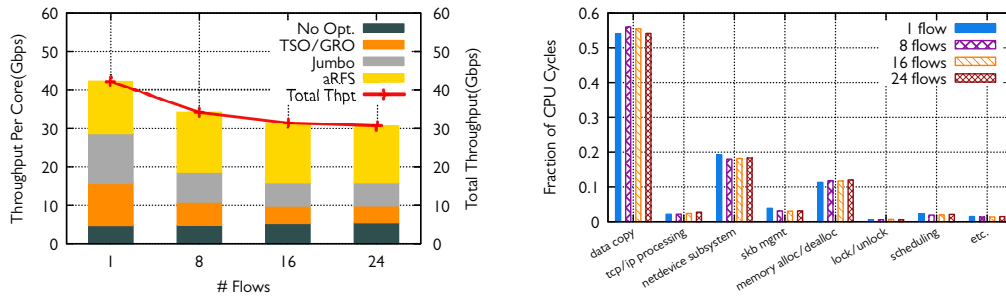 No Opt.
TSO/GRO
Jumbo
aRFS
Total Thpt
Throughput Per Core(Gbps)
60
50
40
30
20
10
0
1 8 16 24
# Flows
60
50
40
30
20
10
0
Total Throughput(Gbps)
1 flow
8 flows
16 flows
24 flows
Fraction of CPU Cycles
0.6
0.5
0.4
0.3
0.2
0.1
0
data copy
tcp/ip processing
netdevice subsystem
skb mgmt
memory alloc/dealloc
lock/unlock
scheduling
etc.